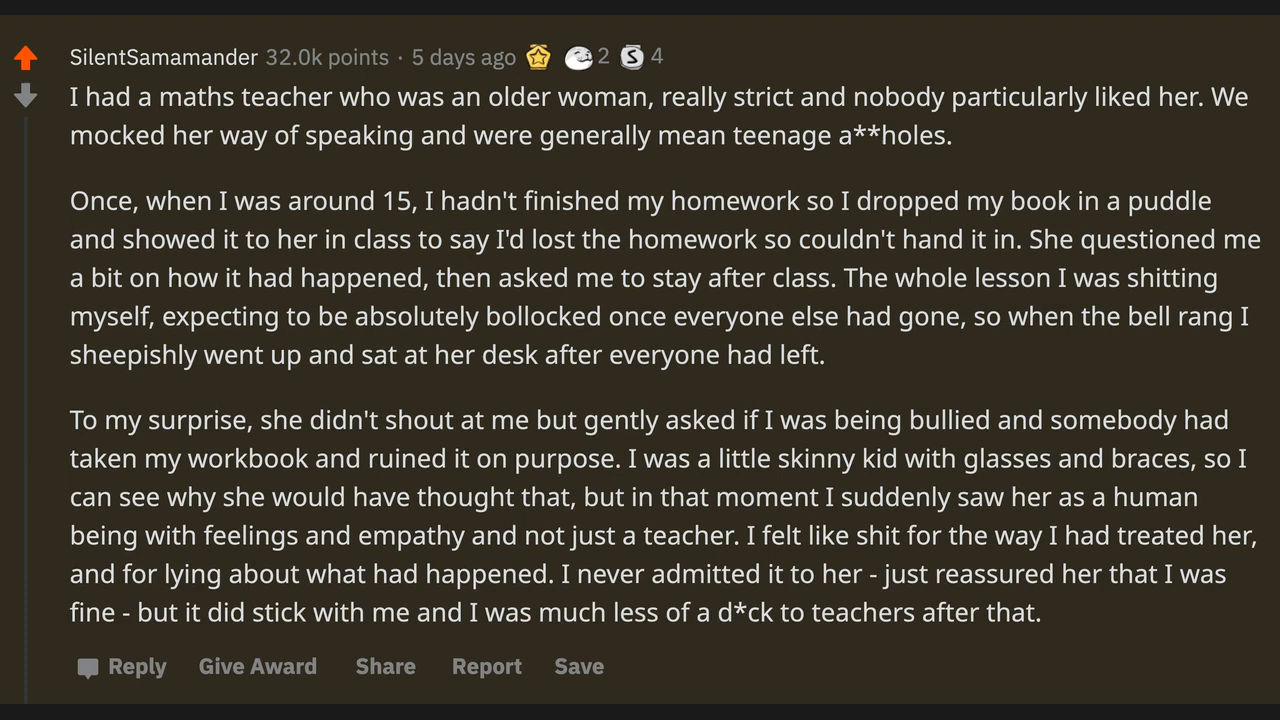 SilentSamamander 32.0k points · 5 days ago 2 S 4
I had a maths teacher who was an older woman, really strict and nobody particularly liked her. We
mocked her way of speaking and were generally mean teenage a**holes.
Once, when I was around 15, I hadn't finished my homework so I dropped my book in a puddle
and showed it to her in class to say I'd lost the homework so couldn't hand it in. She questioned me
a bit on how it had happened, then asked me to stay after class. The whole lesson I was shitting
myself, expecting to be absolutely bollocked once everyone else had gone, so when the bell rang I
sheepishly went up and sat at her desk after everyone had left.
To my surprise, she didn't shout at me but gently asked if I was being bullied and somebody had
taken my workbook and ruined it on purpose. I was a little skinny kid with glasses and braces, so I
can see why she would have thought that, but in that moment I suddenly saw her as a human
being with feelings and empathy and not just a teacher. I felt like shit for the way I had treated her,
and for lying about what had happened. I never admitted it to her - just reassured her that I was
fine - but it did stick with me and I was much less of a d*ck to teachers after that.
Reply Give Award Share Report Save